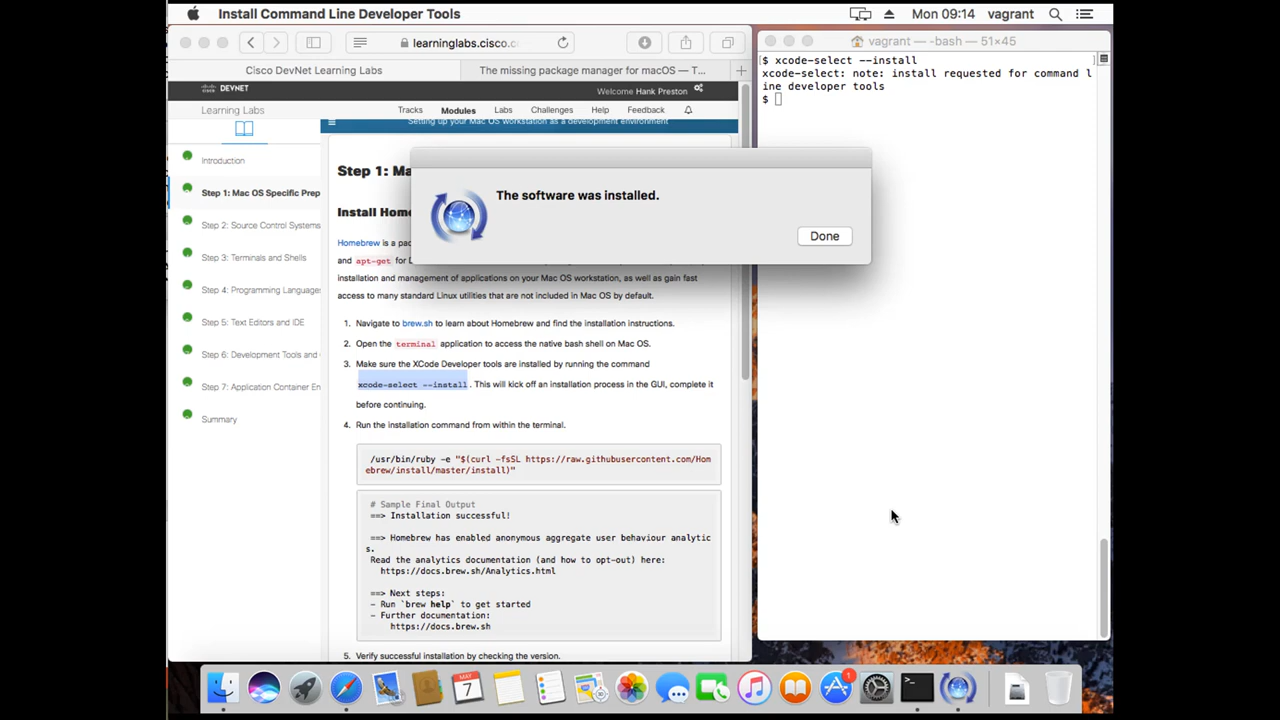 Install Command Line Developer Tools
Mon 09:14 vagrant
learninglabs.cisco.c
vagrant — -bash — 51×45
Cisco DevNet Learning Labs
The missing package manager for macOS — T...
[$ xcode-select --install ]
xcode-select: note: install requested for command l
ine developer tools
$
CISCO DEVNET
Welcome Hank Preston
Learning Labs
Tracks Modules Labs Challenges Help Feedback
Setting up your Mac OS workstation as a development environment
Introduction
Step 1: Mac OS Specific Prep
Step 2: Source Control Systems
Step 3: Terminals and Shells
Step 4: Programming Languages
Step 5: Text Editors and IDE
Step 6: Development Tools and
Step 7: Application Container En
Summary
The software was installed.
Done
Step 1: Ma
Install Hom
Homebrew is a pac
and apt-get for D
installation and management of applications on your Mac OS workstation, as well as gain fast
access to many standard Linux utilities that are not included in Mac OS by default.
1. Navigate to brew.sh to learn about Homebrew and find the installation instructions.
2. Open the terminal application to access the native bash shell on Mac OS.
3. Make sure the XCode Developer tools are installed by running the command
xcode-select --install. This will kick off an installation process in the GUI, complete it
before continuing.
4. Run the installation command from within the terminal.
/usr/bin/ruby -e "$(curl -fsSL https://raw.githubusercontent.com/Hom
ebrew/install/master/install)"
# Sample Final Output
==> Installation successful!
==> Homebrew has enabled anonymous aggregate user behaviour analytic
s.
Read the analytics documentation (and how to opt-out) here:
https://docs.brew.sh/Analytics.html
==> Next steps:
- Run `brew help` to get started
- Further documentation:
https://docs.brew.sh
5. Verify successful installation by checking the version.
MAY
7
1